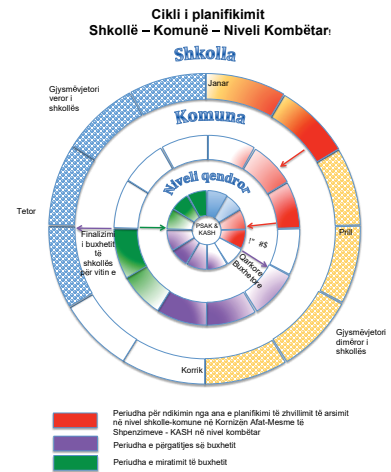 Cikli i planifikimit
Shkollë – Komunë – Niveli Kombëtar
Shkolla
Gjysmëvjetori
veror i
shkollës
Janar
Komuna
Niveli qendror
Tetor
Finalizimi
i buxhetit
të
shkollës
për vitin e
PSAK &
KASH
!" #$
Qarkore
Buxhetore
Prill
Gjysmëvjetori
dimëror i
shkollës
Korrik
Periudha për ndikimin nga ana e planifikimi të zhvillimit të arsimit
në nivel shkolle-komune në Kornizën Afat-Mesme të
Shpenzimeve - KASH në nivel kombëtar
Periudha e përgatitjes së buxhetit
Periudha e miratimit të buxhetit